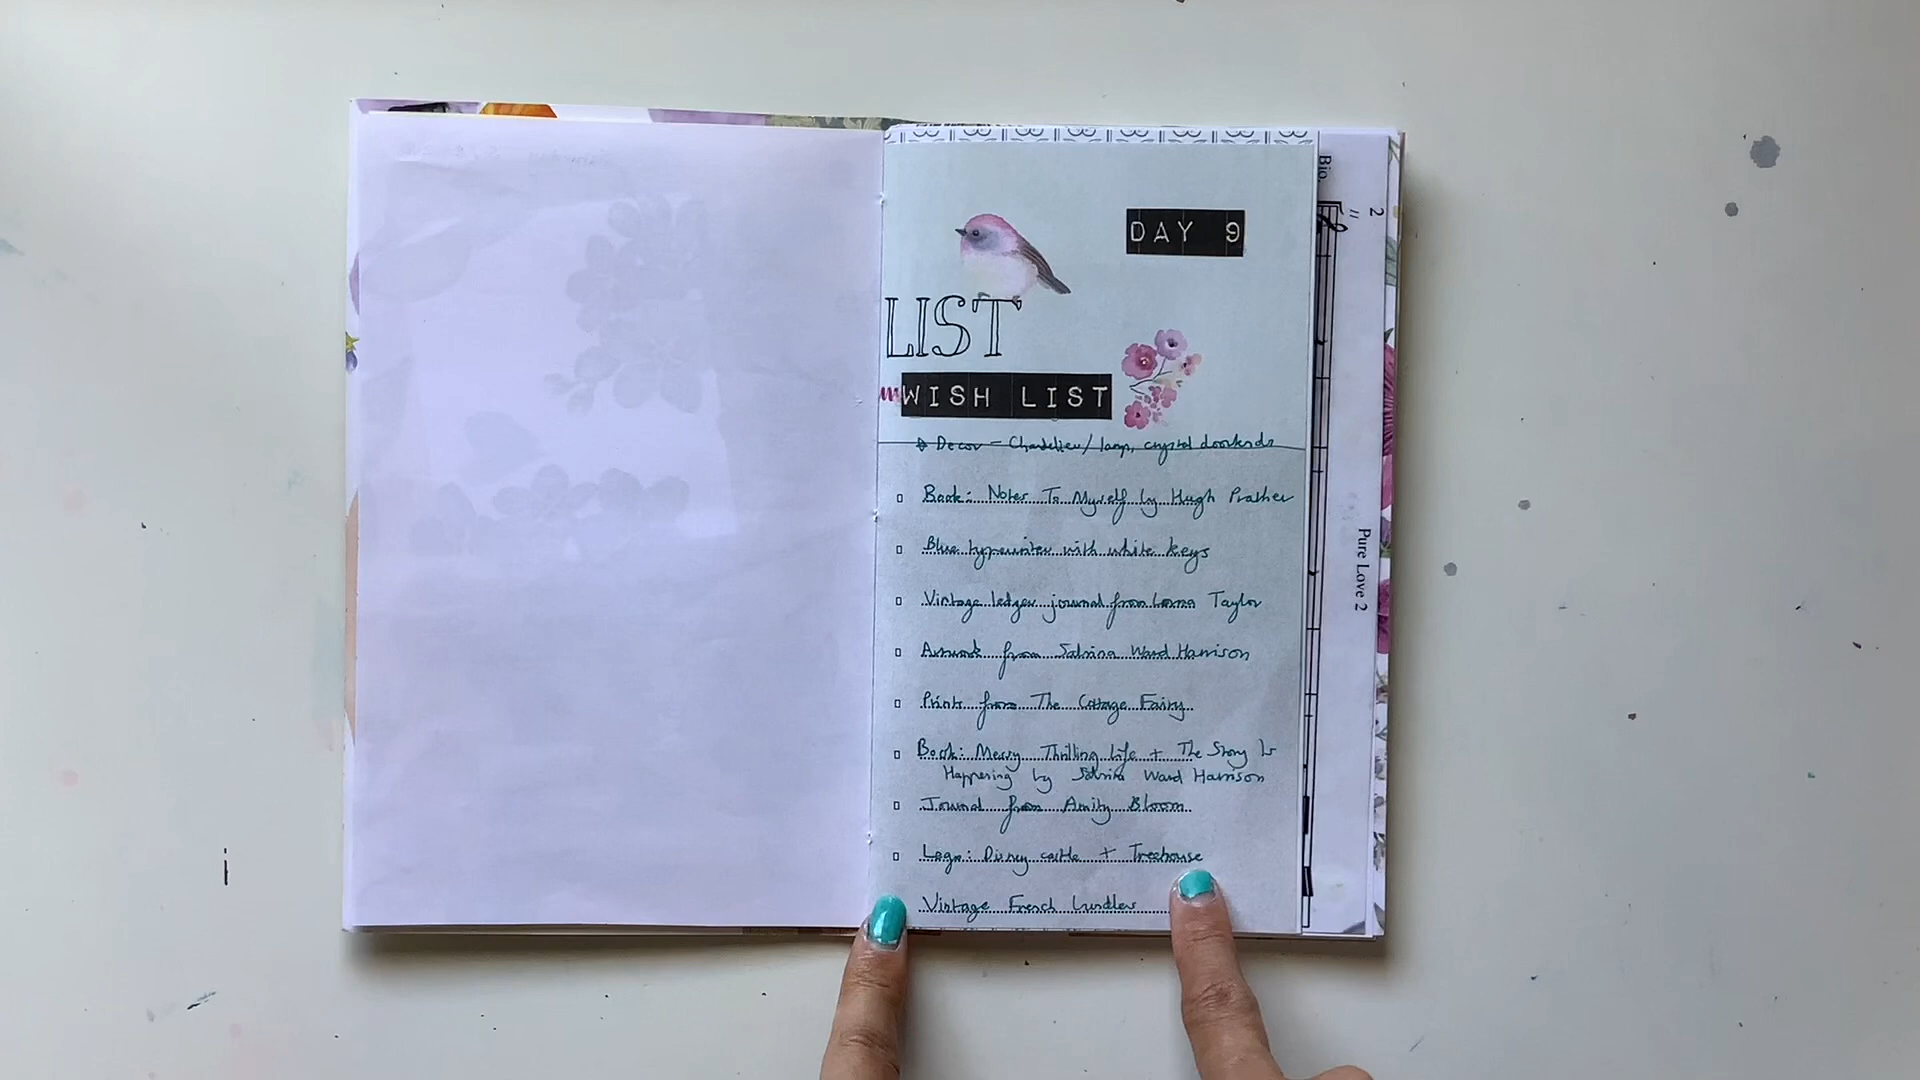 DAY 9
LIST
WISH LIST
Decor - Chandelier / lamp, crystal doorknobs
Book: Notes To Myself by Hugh Prather
Blue typewriter with white keys
Vintage ledger journal from Lorna Taylor
Artwork from Sabrina Ward Harrison
Prints from The Cottage Fairy
Book: Messy Thrilling Life + The Story Is
Happening by Sabrina Ward Harrison
Journal from Amity Bloom
Lego: Disney castle + Treehouse
Vintage French
Bio
2
Pure Love 2